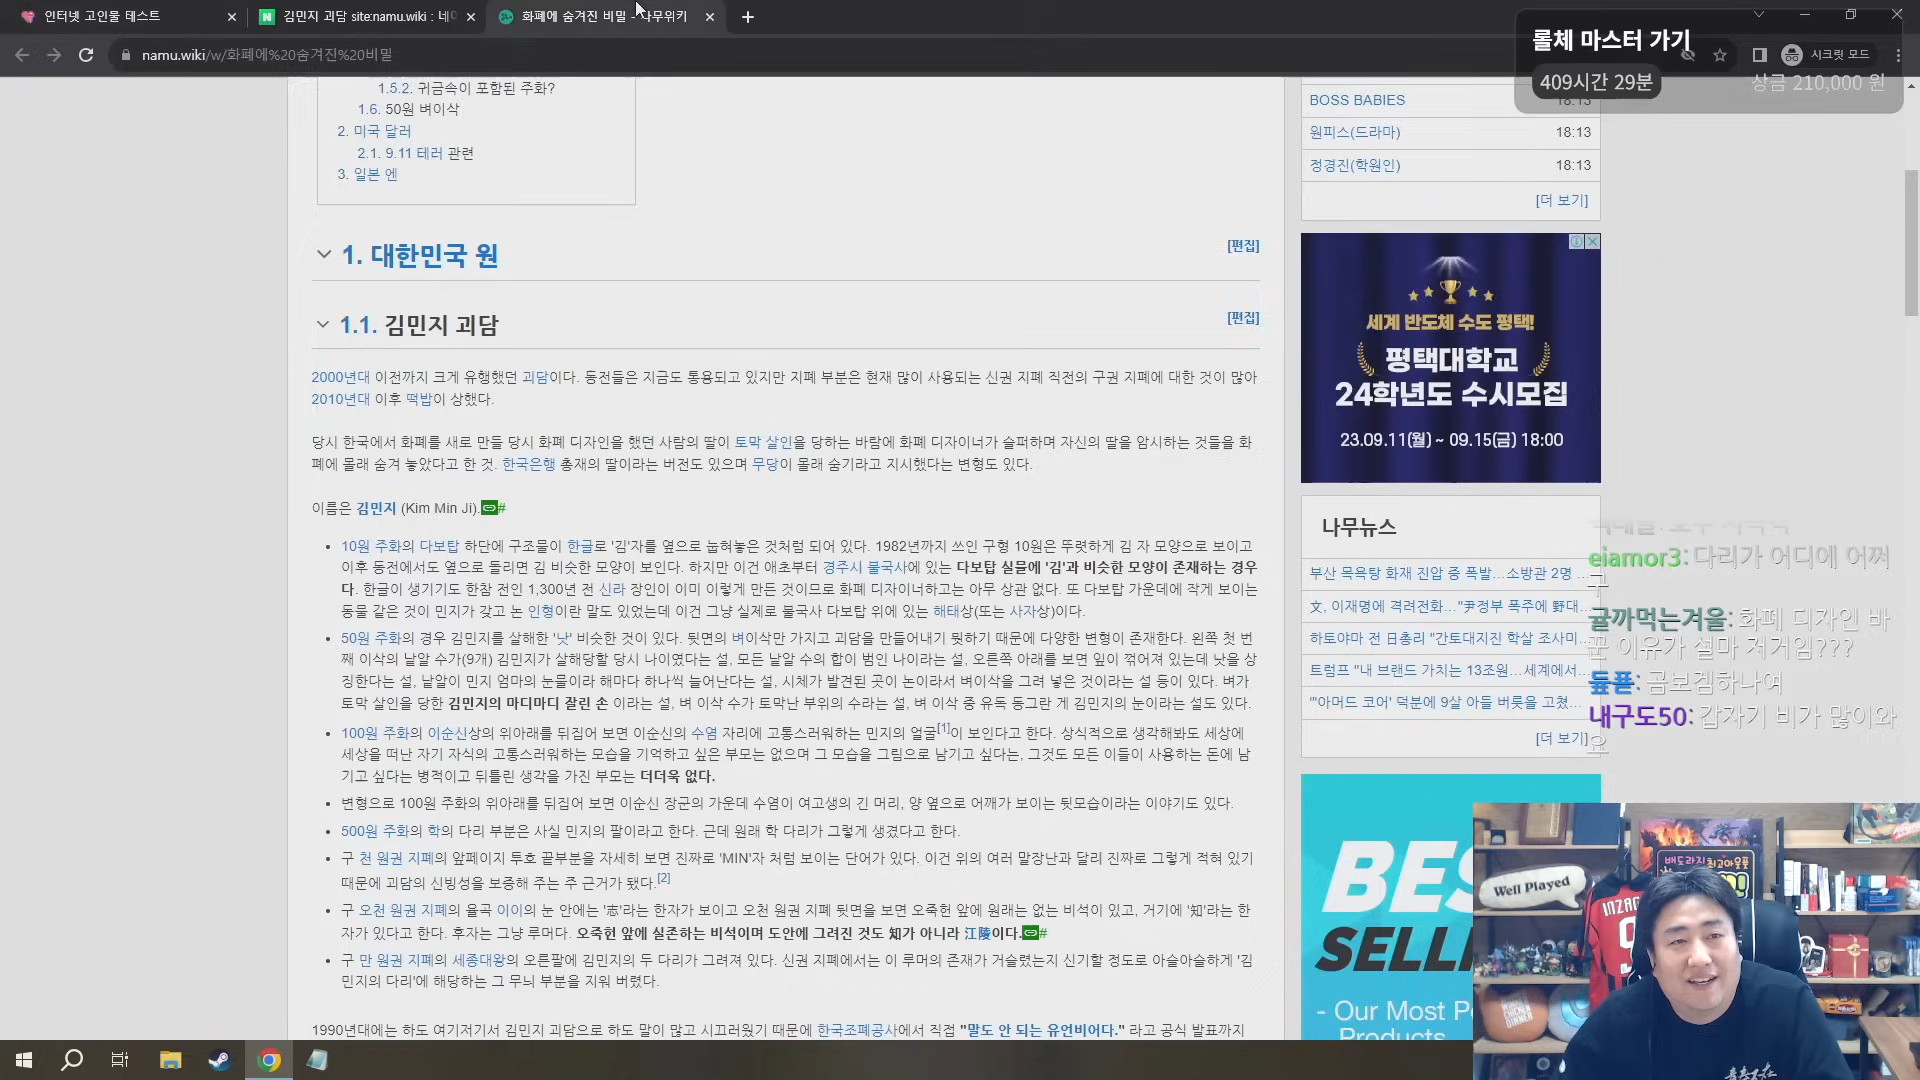 인터넷 고인물 테스트
김민지 괴담 site:namu.wiki : 네이
화폐에 숨겨진 비밀 - 나무위키
namu.wiki/w/화폐에%20숨겨진%20비밀
시크릿 모드
롤체 마스터 가기
409시간 29분
상금 210,000 원
1.5.2. 귀금속이 포함된 주화?
1.6. 50원 벼이삭
2. 미국 달러
2.1. 9.11 테러 관련
3. 일본 엔
1. 대한민국 원
[편집]
1.1. 김민지 괴담
[편집]
2000년대 이전까지 크게 유행했던 괴담이다. 동전들은 지금도 통용되고 있지만 지폐 부분은 현재 많이 사용되는 신권 지폐 직전의 구권 지폐에 대한 것이 많아
2010년대 이후 떡밥이 상했다.
당시 한국에서 화폐를 새로 만들 당시 화폐 디자인을 했던 사람의 딸이 토막 살인을 당하는 바람에 화폐 디자이너가 슬퍼하며 자신의 딸을 암시하는 것들을 화
폐에 몰래 숨겨 놓았다고 한 것. 한국은행 총재의 딸이라는 버전도 있으며 무당이 몰래 숨기라고 지시했다는 변형도 있다.
이름은 김민지 (Kim Min Ji).#
• 10원 주화의 다보탑 하단에 구조물이 한글로 '김'자를 옆으로 눕혀놓은 것처럼 되어 있다. 1982년까지 쓰인 구형 10원은 뚜렷하게 김 자 모양으로 보이고
이후 동전에서도 옆으로 돌리면 김 비슷한 모양이 보인다. 하지만 이건 애초부터 경주시 불국사에 있는 다보탑 실물에 '김'과 비슷한 모양이 존재하는 경우
다. 한글이 생기기도 한참 전인 1,300년 전 신라 장인이 이미 이렇게 만든 것이므로 화폐 디자이너하고는 아무 상관 없다. 또 다보탑 가운데에 작게 보이는
동물 같은 것이 민지가 갖고 논 인형이란 말도 있었는데 이건 그냥 실제로 불국사 다보탑 위에 있는 해태상(또는 사자상)이다.
• 50원 주화의 경우 김민지를 살해한 '낫' 비슷한 것이 있다. 뒷면의 벼이삭만 가지고 괴담을 만들어내기 뭣하기 때문에 다양한 변형이 존재한다. 왼쪽 첫 번
째 이삭의 낱알 수가(9개) 김민지가 살해당할 당시 나이였다는 설, 모든 낱알 수의 합이 범인 나이라는 설, 오른쪽 아래를 보면 잎이 꺾어져 있는데 낫을 상
징한다는 설, 낱알이 민지 엄마의 눈물이라 해마다 하나씩 늘어난다는 설, 시체가 발견된 곳이 논이라서 벼이삭을 그려 넣은 것이라는 설 등이 있다. 벼가
토막 살인을 당한 김민지의 마디마디 잘린 손 이라는 설, 벼 이삭 수가 토막난 부위의 수라는 설, 벼 이삭 중 유독 동그란 게 김민지의 눈이라는 설도 있다.
• 100원 주화의 이순신상의 위아래를 뒤집어 보면 이순신의 수염 자리에 고통스러워하는 민지의 얼굴[1]이 보인다고 한다. 상식적으로 생각해봐도 세상에
세상을 떠난 자기 자식의 고통스러워하는 모습을 기억하고 싶은 부모는 없으며 그 모습을 그림으로 남기고 싶다는, 그것도 모든 이들이 사용하는 돈에 남
기고 싶다는 병적이고 뒤틀린 생각을 가진 부모는 더더욱 없다.
• 변형으로 100원 주화의 위아래를 뒤집어 보면 이순신 장군의 가운데 수염이 여고생의 긴 머리, 양 옆으로 어깨가 보이는 뒷모습이라는 이야기도 있다.
• 500원 주화의 학의 다리 부분은 사실 민지의 팔이라고 한다. 근데 원래 학 다리가 그렇게 생겼다고 한다.
• 구 천 원권 지폐의 앞페이지 투호 끝부분을 자세히 보면 진짜로 'MIN'자 처럼 보이는 단어가 있다. 이건 위의 여러 말장난과 달리 진짜로 그렇게 적혀 있기
때문에 괴담의 신빙성을 보증해 주는 주 근거가 됐다.[2]
• 구 오천 원권 지폐의 율곡 이이의 눈 안에는 '志'라는 한자가 보이고 오천 원권 지폐 뒷면을 보면 오죽헌 앞에 원래는 없는 비석이 있고, 거기에 '知'라는 한
자가 있다고 한다. 후자는 그냥 루머다. 오죽헌 앞에 실존하는 비석이며 도안에 그려진 것도 知가 아니라 江陵이다.#
• 구 만 원권 지폐의 세종대왕의 오른팔에 김민지의 두 다리가 그려져 있다. 신권 지폐에서는 이 루머의 존재가 거슬렸는지 신기할 정도로 아슬아슬하게 '김
민지의 다리'에 해당하는 그 무늬 부분을 지워 버렸다.
1990년대에는 하도 여기저기서 김민지 괴담으로 하도 말이 많고 시끄러웠기 때문에 한국조폐공사에서 직접 "말도 안 되는 유언비어다." 라고 공식 발표까지
BOSS BABIES 18:13
원피스(드라마) 18:13
정경진(학원인) 18:13
[더 보기]
세계 반도체 수도 평택!
평택대학교
24학년도 수시모집
23.09.11(월) ~ 09.15(금) 18:00
나무뉴스
부산 목욕탕 화재 진압 중 폭발…소방관 2명 …
文, 이재명에 격려전화…"尹정부 폭주에 野대…
하토야마 전 日총리 "간토대지진 학살 조사미…
트럼프 "내 브랜드 가치는 13조원…세계에서…
"'아머드 코어' 덕분에 9살 아들 버릇을 고쳤…
[더 보기]
eiamor3: 다리가 어디에 어쩌
구
귤까먹는겨울: 화폐 디자인 바
꾼 이유가 설마 저거임???
듚픋: 곰보겜하나여
내구도50: 갑자기 비가 많이와
요
BES
SELL
- Our Most P
Products
Well Played
INZAG